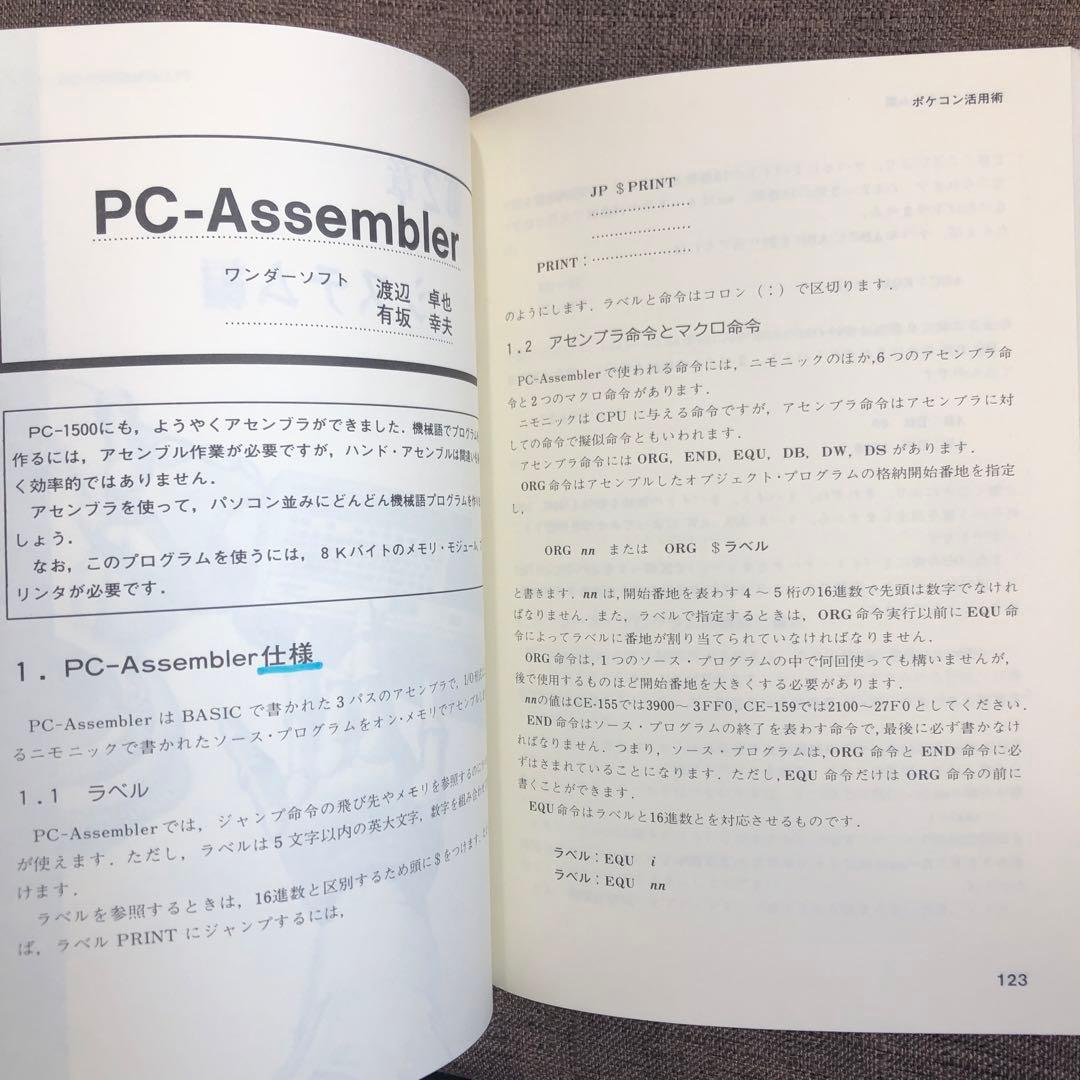 PC-Assembler
ワンダーソフト 渡辺 卓也
有坂 幸夫
PC-1500にも，ようやくアセンブラができました．機械語でプログラム
作るには，アセンブル作業が必要ですが，ハンド・アセンブルは間違い
く効率的ではありません．
アセンブラを使って，パソコン並みにどんどん機械語プログラムを作り
しょう．
なお，このプログラムを使うには，8Kバイトのメモリ・モジュール
リンタが必要です．
1．PC-Assembler仕様
PC-Assembler は BASIC で書かれた3パスのアセンブラで，I/O
るニモニックで書かれたソース・プログラムをオン・メモリでアセンブル
1.1 ラベル
PC-Assemblerでは，ジャンプ命令の飛び先やメモリを参照するのに
が使えます．ただし，ラベルは5文字以内の英大文字，数字を組み合わせ
けます．
ラベルを参照するときは，16進数と区別するため頭に＄をつけます．
ば，ラベル PRINT にジャンプするには，
ポケコン活用術
JP ＄PRINT
…………………
…………………
PRINT：…………………
のようにします．ラベルと命令はコロン（：）で区切ります．
1.2 アセンブラ命令とマクロ命令
PC-Assemblerで使われる命令には，ニモニックのほか，6つのアセンブラ命
令と2つのマクロ命令があります．
ニモニックは CPU に与える命令ですが，アセンブラ命令はアセンブラに対
しての命令で擬似命令ともいわれます．
アセンブラ命令には ORG，END，EQU，DB，DW，DS があります．
ORG命令はアセンブルしたオブジェクト・プログラムの格納開始番地を指定
し，
ORG nn または ORG ＄ラベル
と書きます．nn は，開始番地を表わす4～5桁の16進数で先頭は数字でなけれ
ばなりません．また，ラベルで指定するときは，ORG命令実行以前にEQU命
令によってラベルに番地が割り当てられていなければなりません．
ORG命令は，1つのソース・プログラムの中で何回使っても構いませんが，
後で使用するものほど開始番地を大きくする必要があります．
nnの値はCE-155では3900～3FF0，CE-159では2100～27F0としてください．
END命令はソース・プログラムの終了を表わす命令で，最後に必ず書かなけ
ればなりません．つまり，ソース・プログラムは，ORG 命令と END 命令に必
ずはさまれていることになります．ただし，EQU 命令だけは ORG 命令の前に
書くことができます．
EQU命令はラベルと16進数とを対応させるものです．
ラベル：EQU i
ラベル：EQU nn
123